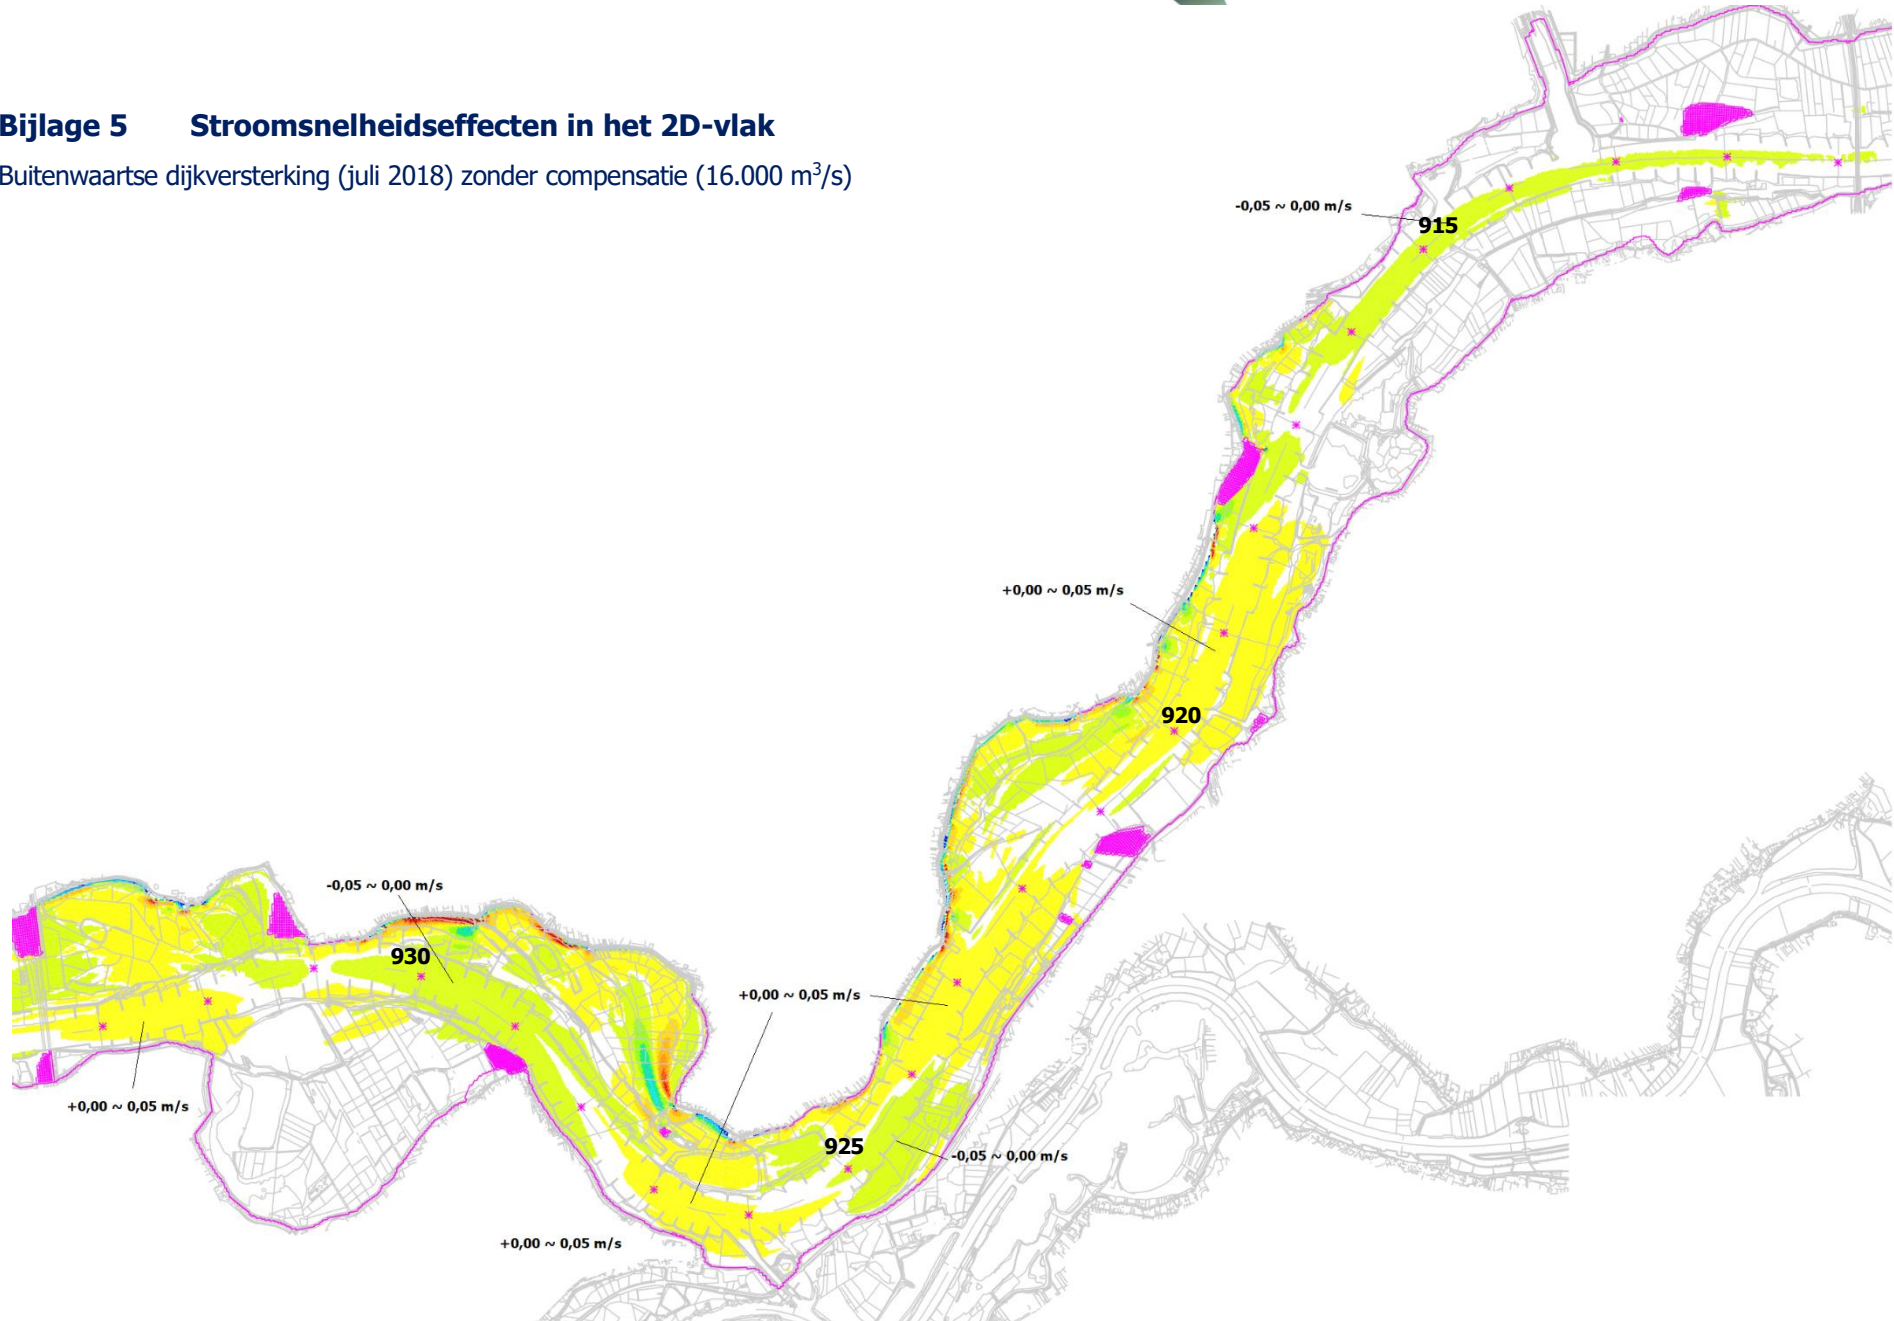 Bijlage 5 Stroomsnelheidseffecten in het 2D-vlak
Buitenwaartse dijkversterking (juli 2018) zonder compensatie (16.000 m³/s)
-0,05 ~ 0,00 m/s
915
+0,00 ~ 0,05 m/s
920
-0,05 ~ 0,00 m/s
930
+0,00 ~ 0,05 m/s
+0,00 ~ 0,05 m/s
925
-0,05 ~ 0,00 m/s
+0,00 ~ 0,05 m/s